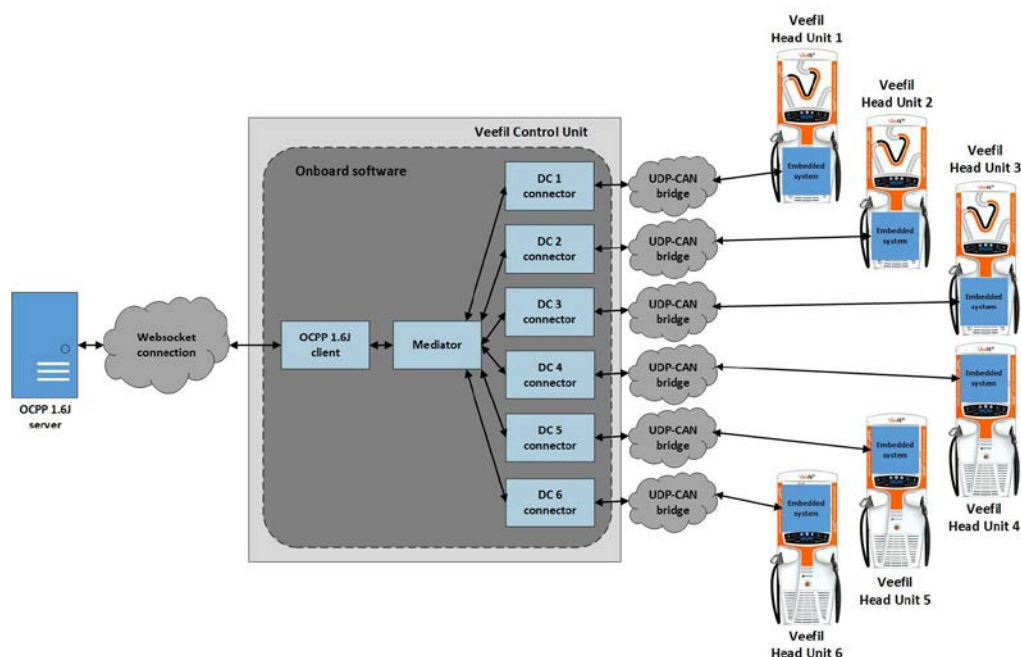 Veefil
Head Unit 1
Veefil
Head Unit 2
Veefil
Head Unit 3
Veefil Control Unit
Onboard software
DC 1
connector
UDP-CAN
bridge
Embedded
system
DC 2
connector
UDP-CAN
bridge
Embedded
system
DC 3
connector
UDP-CAN
bridge
Embedded
system
Websocket
connection
OCPP 1.6J
client
Mediator
OCPP 1.6J
server
DC 4
connector
UDP-CAN
bridge
Embedded
system
DC 5
connector
UDP-CAN
bridge
Embedded
system
DC 6
connector
UDP-CAN
bridge
Embedded
system
Veefil
Head Unit 4
Veefil
Head Unit 5
Veefil
Head Unit 6